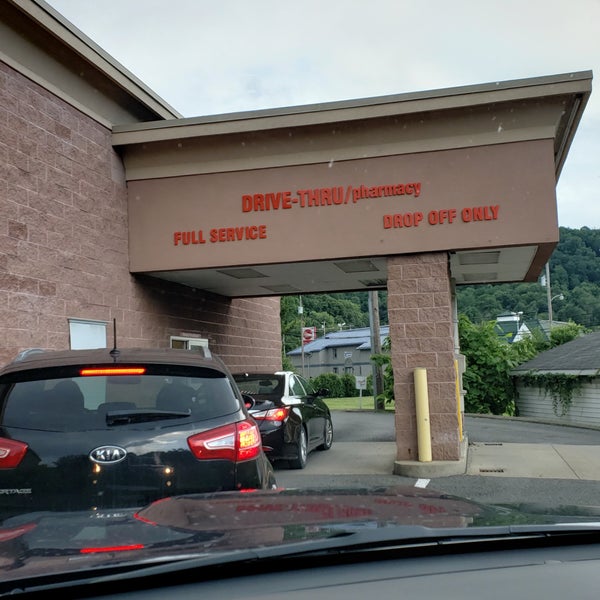 DRIVE-THRU/pharmacy
FULL SERVICE
DROP OFF ONLY
KIA